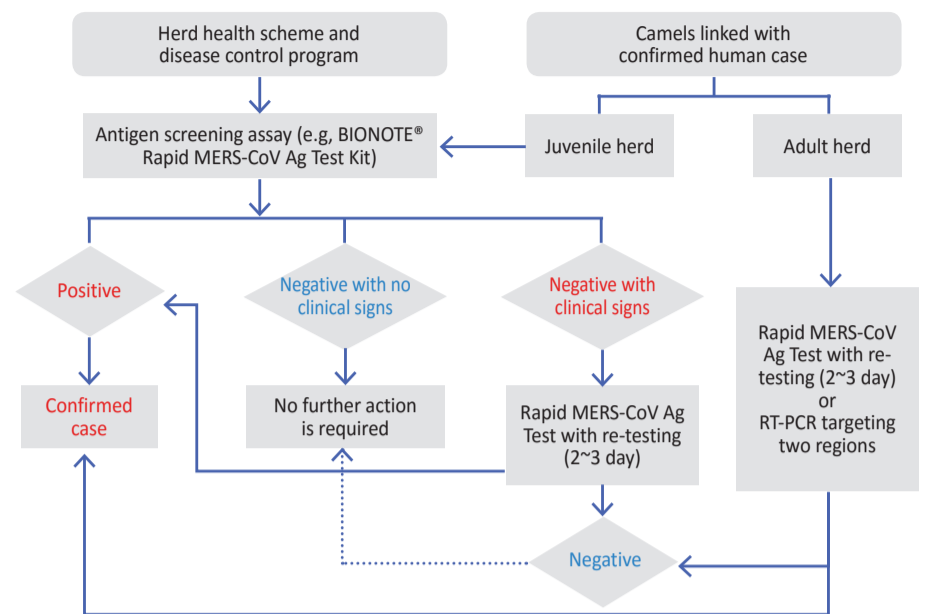 Herd health scheme and
disease control program
Camels linked with
confirmed human case
Antigen screening assay (e.g, BIONOTE®
Rapid MERS-CoV Ag Test Kit)
Juvenile herd
Adult herd
Positive
Negative with no
clinical signs
Negative with
clinical signs
Rapid MERS-CoV
Ag Test with re-
testing (2~3 day)
or
RT-PCR targeting
two regions
Confirmed
case
No further action
is required
Rapid MERS-CoV Ag
Test with re-testing
(2~3 day)
Negative